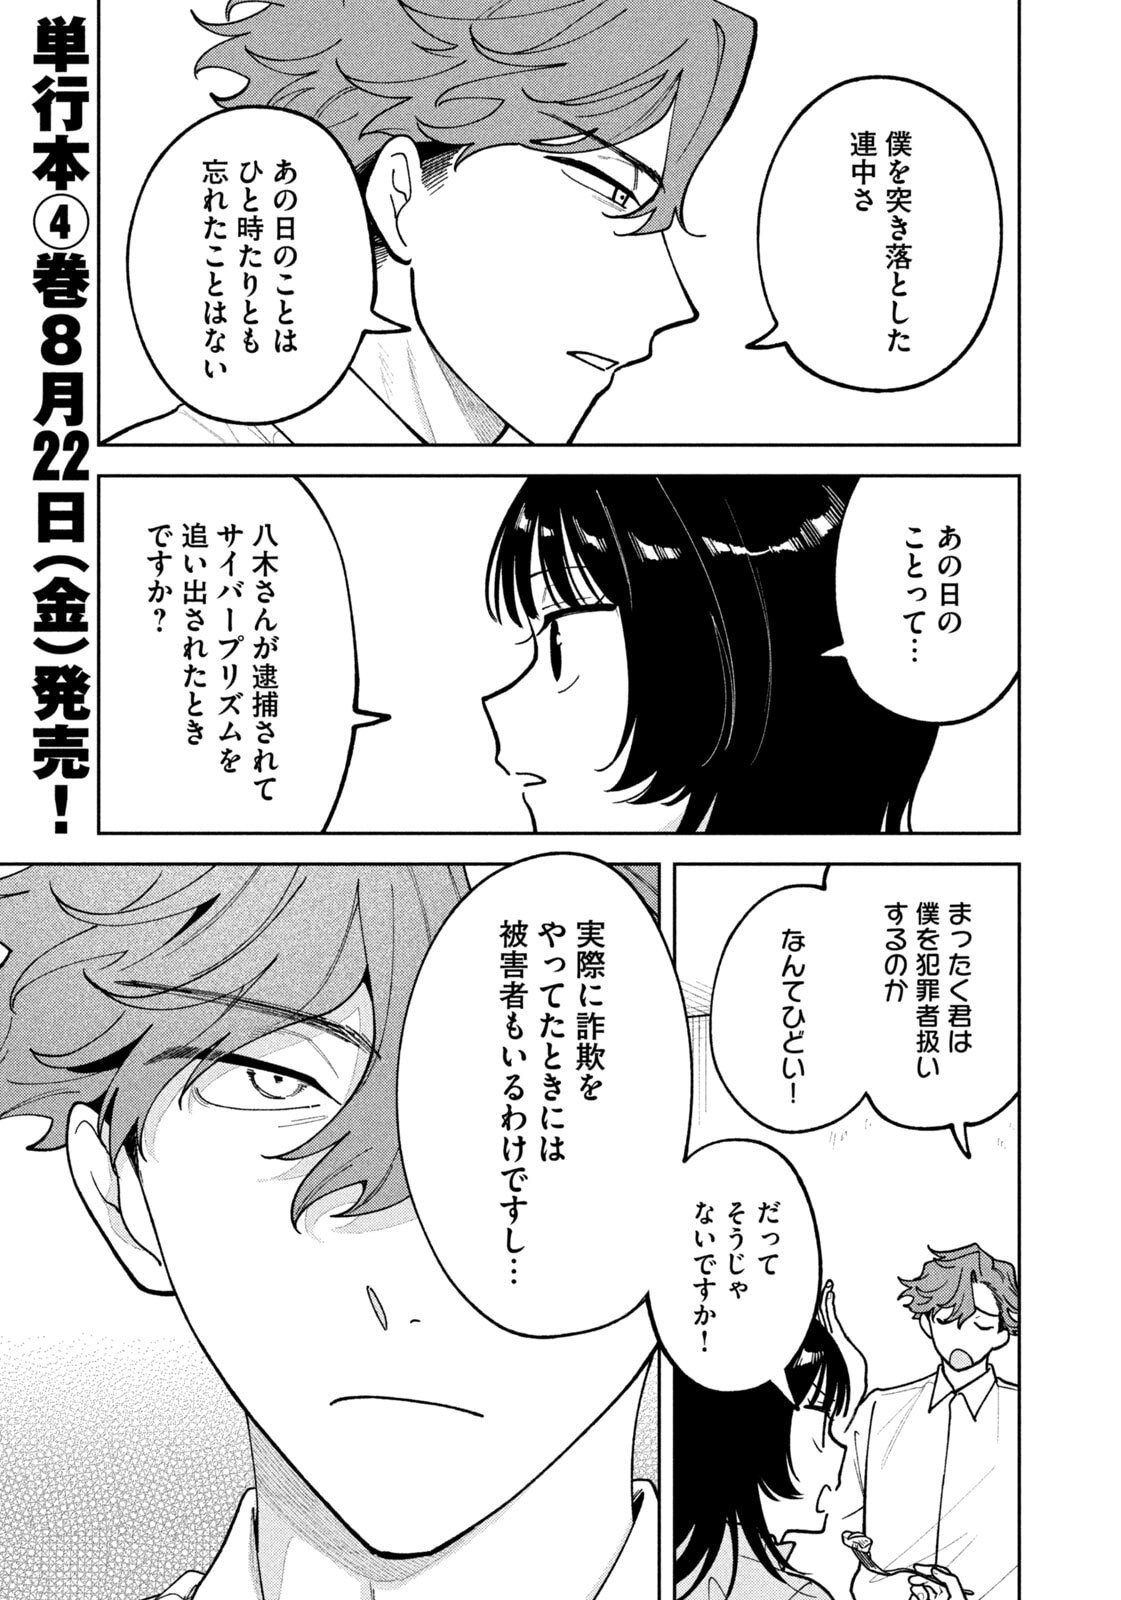 単行本④巻8月22日（金）発売！
僕を突き落とした
連中さ
あの日のことは
ひと時たりとも
忘れたことはない
あの日の
ことって…
八木さんが逮捕されて
サイバープリズムを
追い出されたとき
ですか？
まったく君は
僕を犯罪者扱い
するのか
なんてひどい！
だって
そうじゃ
ないですか！
実際に詐欺を
やってたときには
被害者もいるわけですし…